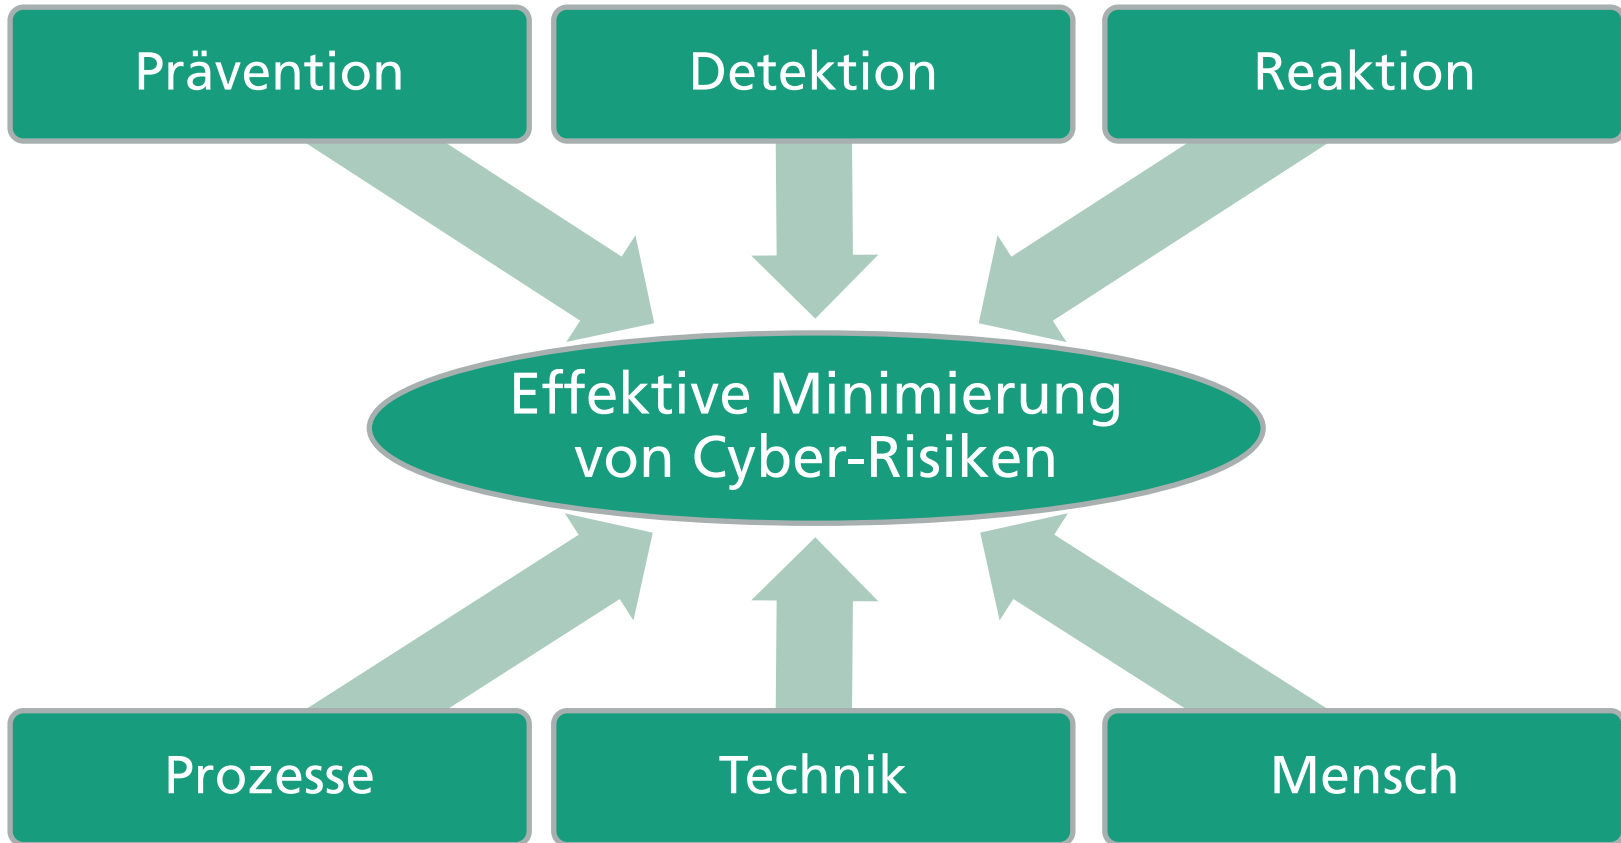 Prävention
Detektion
Reaktion
Effektive Minimierung
von Cyber-Risiken
Prozesse
Technik
Mensch